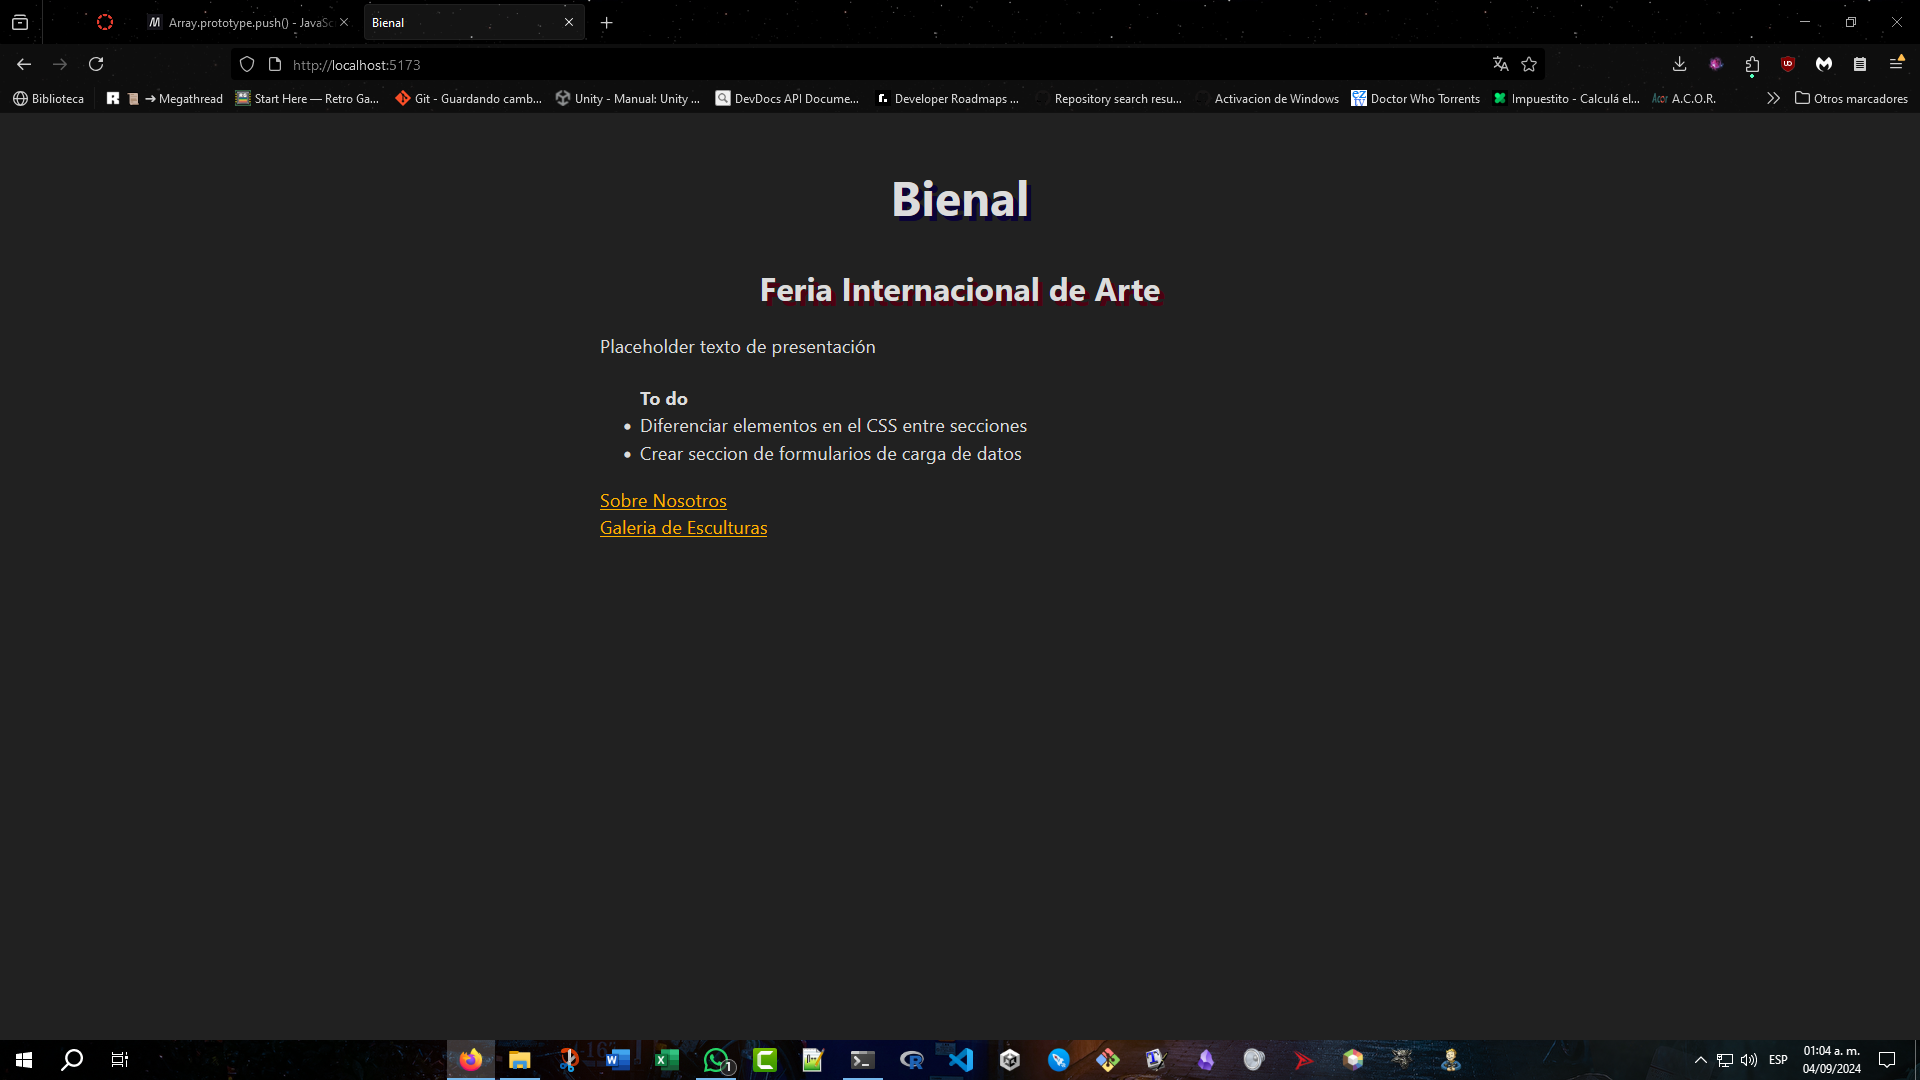 Array.prototype.push() - JavaSc
Bienal
http://localhost:5173
Biblioteca
➜ Megathread
Start Here — Retro Ga...
Git - Guardando camb...
Unity - Manual: Unity ...
DevDocs API Docume...
Developer Roadmaps ...
Repository search resu...
Activacion de Windows
Doctor Who Torrents
Impuestito - Calculá el...
A.C.O.R.
Otros marcadores
Bienal
Feria Internacional de Arte
Placeholder texto de presentación
To do
• Diferenciar elementos en el CSS entre secciones
• Crear seccion de formularios de carga de datos
Sobre Nosotros
Galeria de Esculturas
1
ESP
01:04 a. m.
04/09/2024